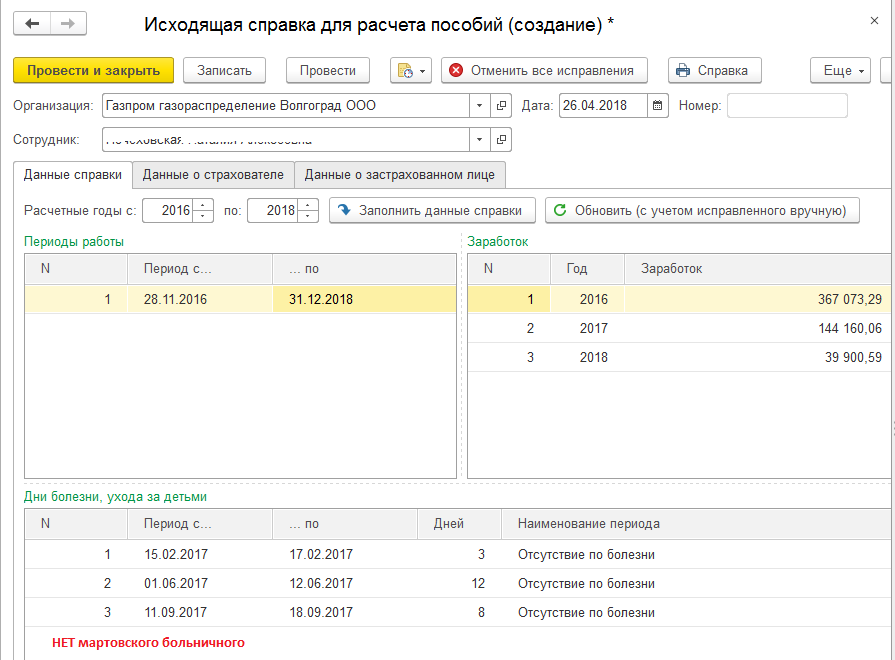 Исходящая справка для расчета пособий (создание) *
Провести и закрыть Записать Провести Отменить все исправления Справка Еще
Организация: Газпром газораспределение Волгоград ООО Дата: 26.04.2018 Номер:
Сотрудник:
Данные справки Данные о страхователе Данные о застрахованном лице
Расчетные годы с: 2016 по: 2018 Заполнить данные справки Обновить (с учетом исправленного вручную)
Периоды работы Заработок
N Период с... ... по N Год Заработок
1 28.11.2016 31.12.2018 1 2016 367 073,29
2 2017 144 160,06
3 2018 39 900,59
Дни болезни, ухода за детьми
N Период с... ... по Дней Наименование периода
1 15.02.2017 17.02.2017 3 Отсутствие по болезни
2 01.06.2017 12.06.2017 12 Отсутствие по болезни
3 11.09.2017 18.09.2017 8 Отсутствие по болезни
НЕТ мартовского больничного